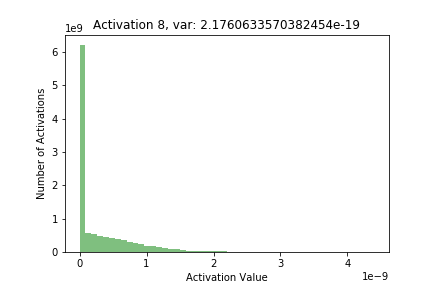 Activation 8, var: 2.1760633570382454e-19
1e9
6
5
4
3
2
1
0
Number of Activations
0 1 2 3 4
1e−9
Activation Value